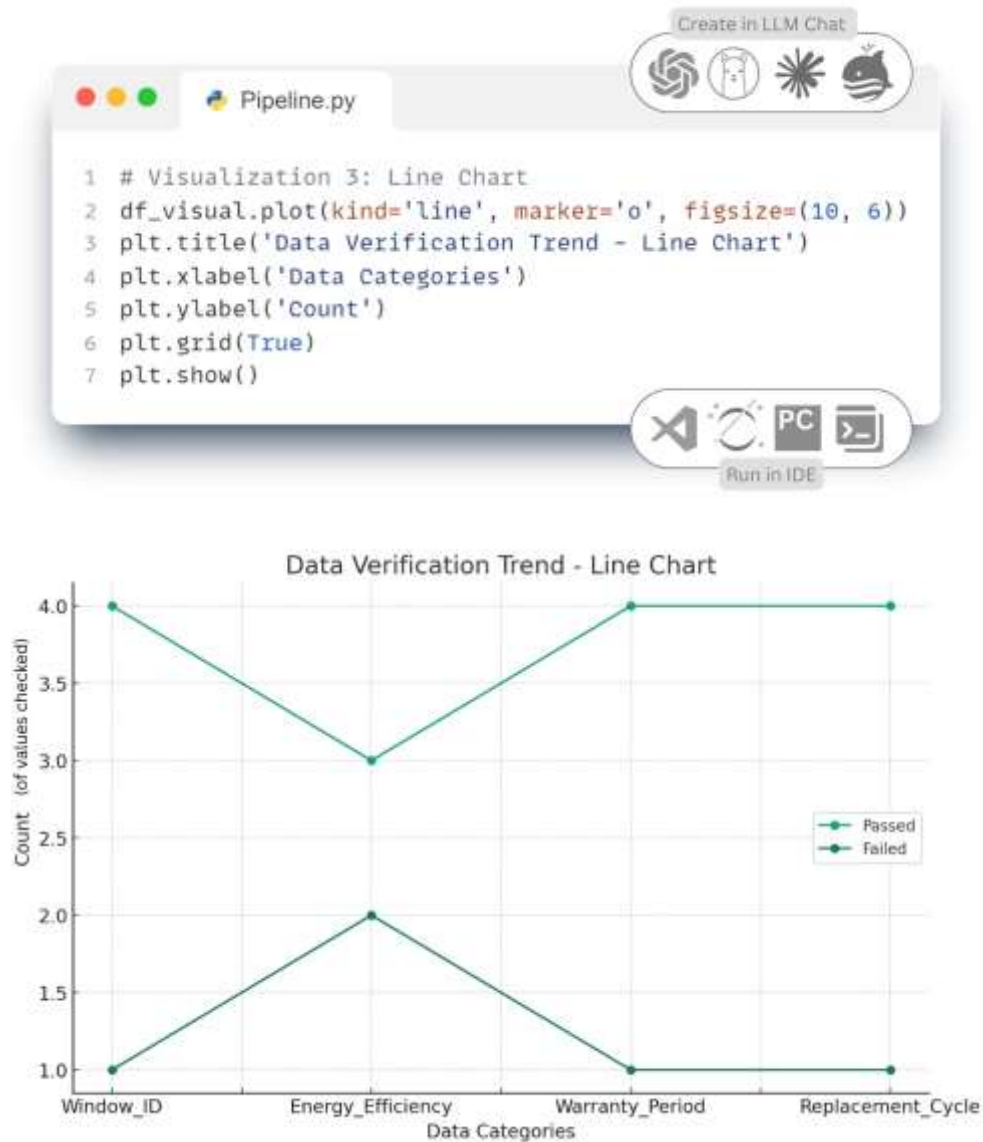 Create in LLM Chat
Pipeline.py
1 # Visualization 3: Line Chart
2 df_visual.plot(kind='line', marker='o', figsize=(10, 6))
3 plt.title('Data Verification Trend - Line Chart')
4 plt.xlabel('Data Categories')
5 plt.ylabel('Count')
6 plt.grid(True)
7 plt.show()
PC
Run in IDE
Data Verification Trend - Line Chart
Count (of values checked)
4.0
3.5
3.0
2.5
2.0
1.5
1.0
Passed
Failed
Window_ID Energy_Efficiency Warranty_Period Replacement_Cycle
Data Categories